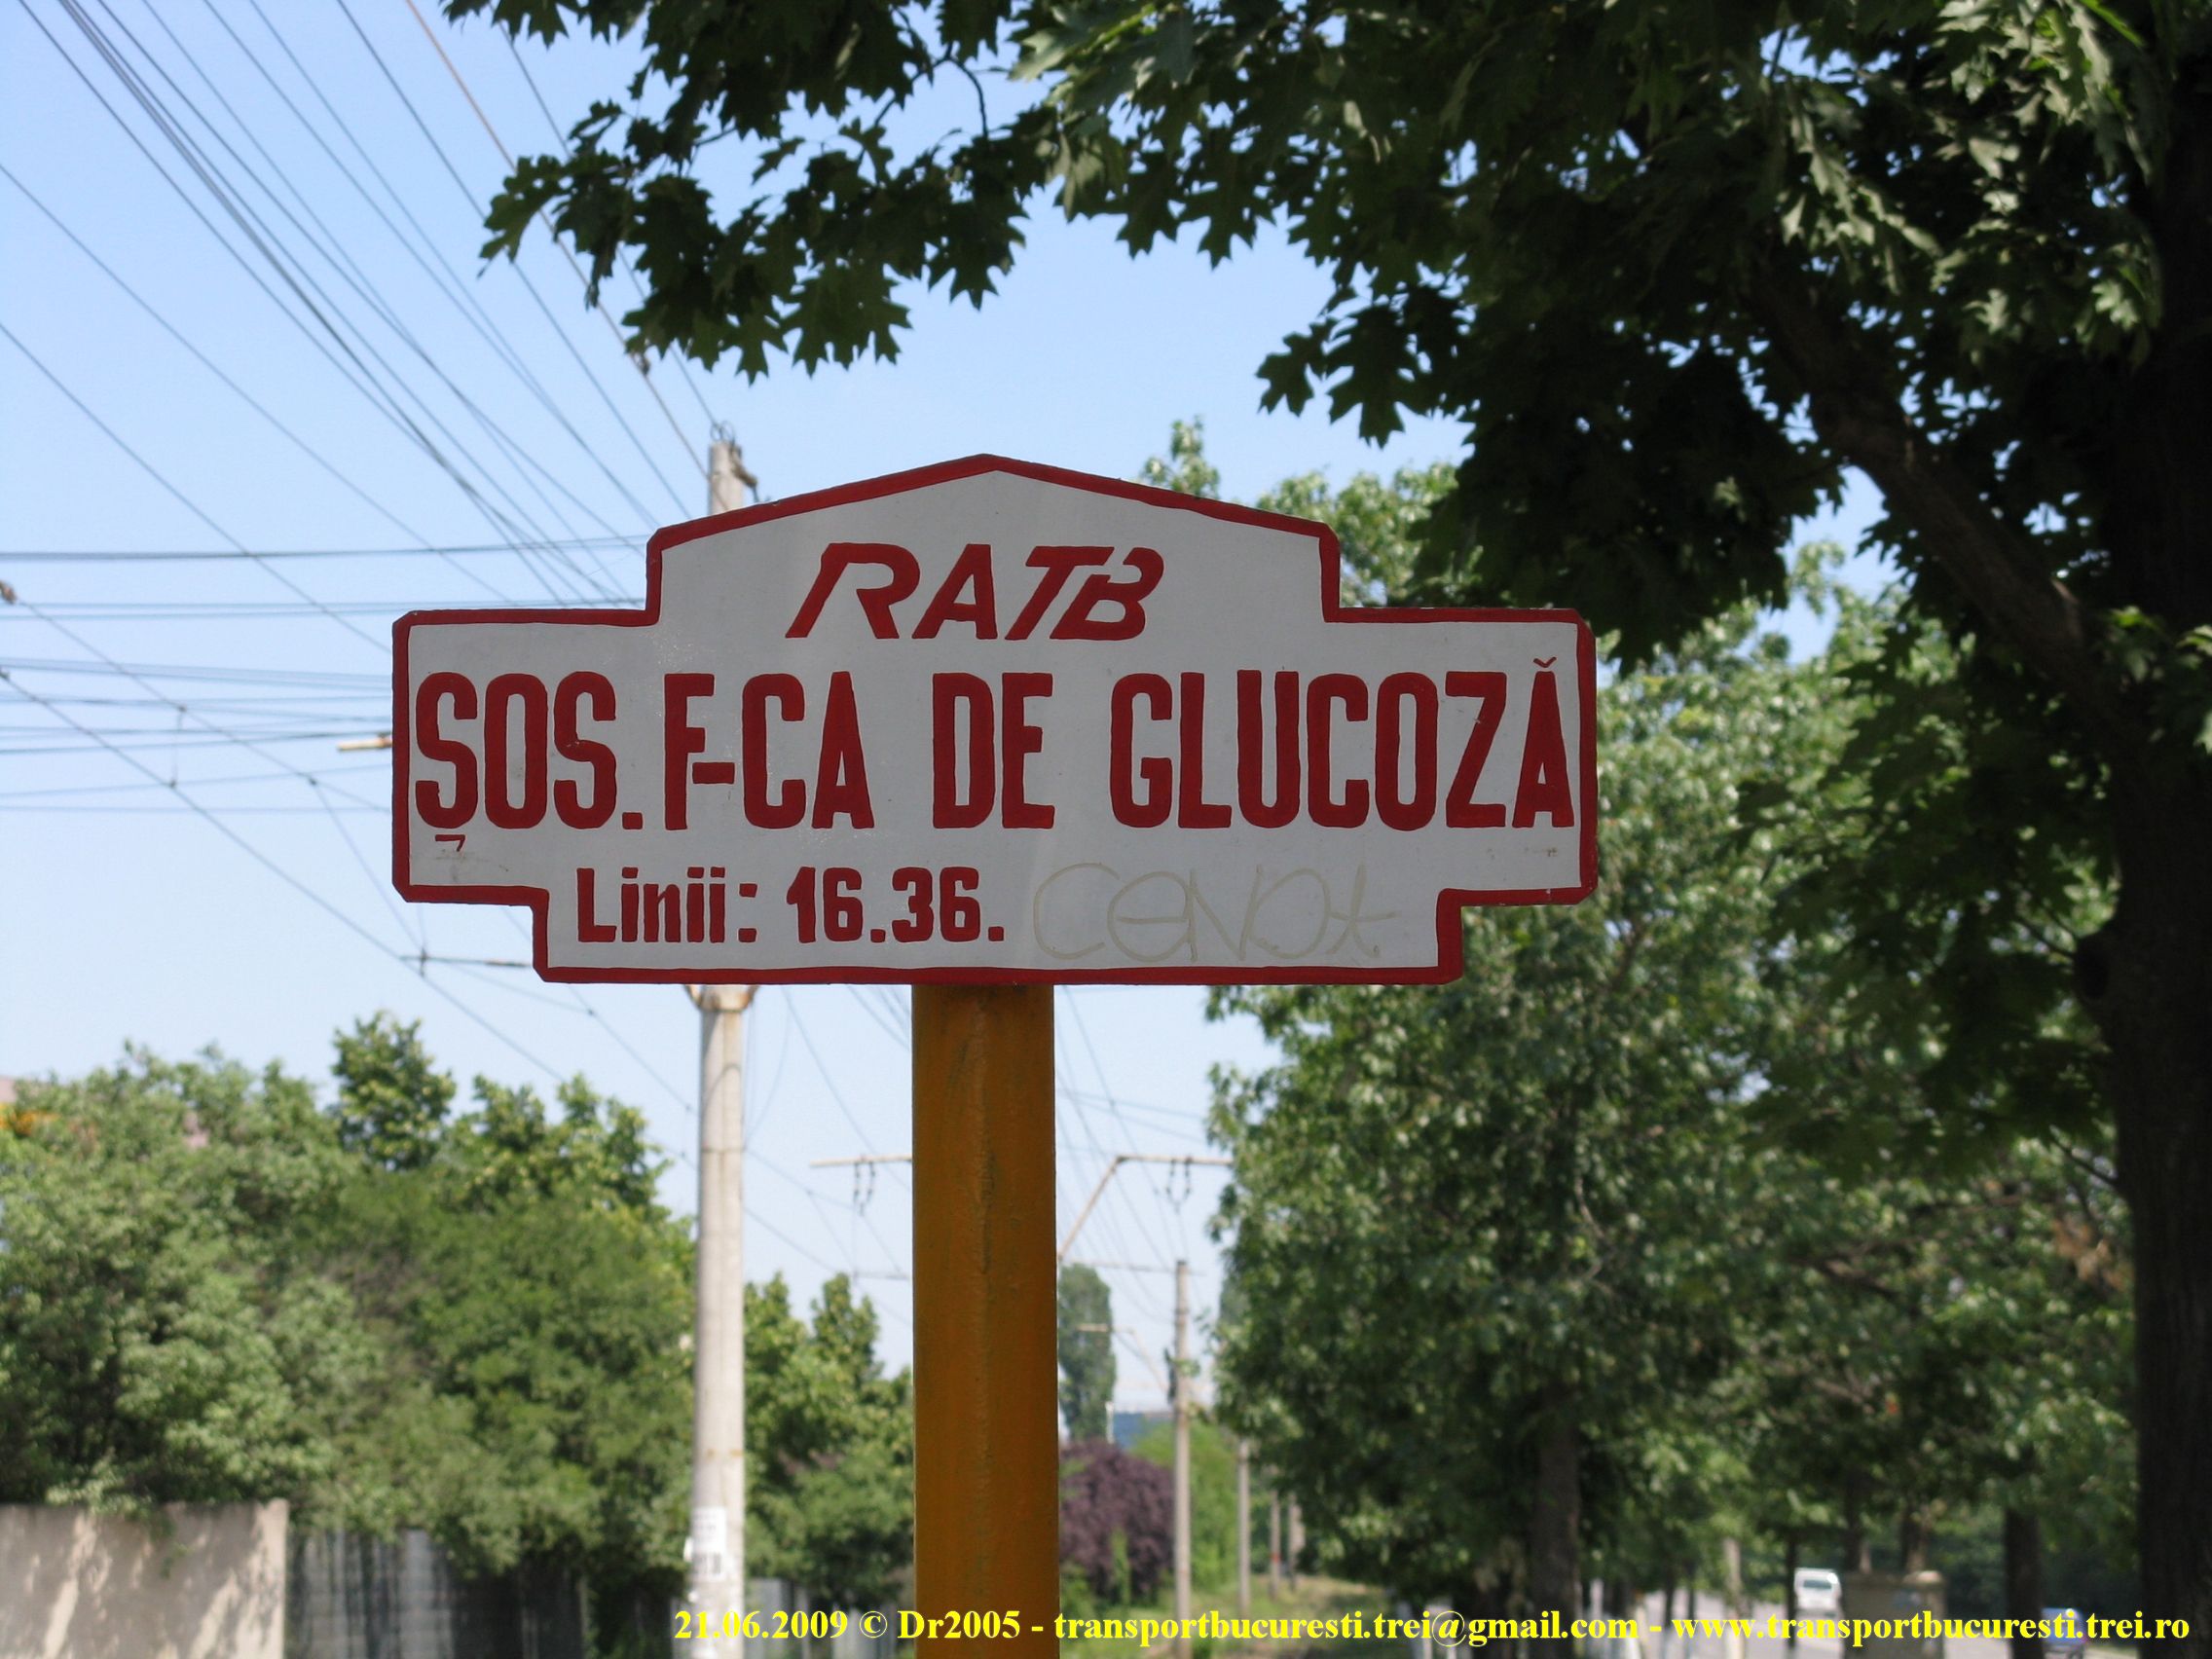 RATB
ȘOS. F-CA DE GLUCOZĂ
Linii: 16.36.
21.06.2009 © Dr2005 - transportbucuresti.trei@gmail.com - www.transportbucuresti.trei.ro